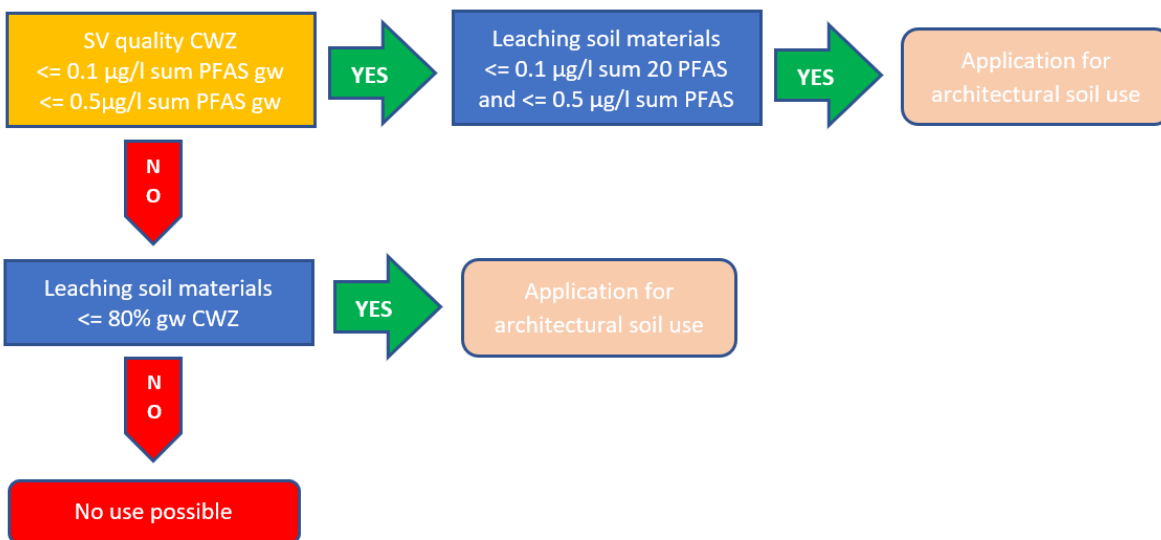 SV quality CWZ
<= 0.1 µg/l sum PFAS gw
<= 0.5µg/l sum PFAS gw
YES
Leaching soil materials
<= 0.1 µg/l sum 20 PFAS
and <= 0.5 µg/l sum PFAS
YES
Application for
architectural soil use
N
O
Leaching soil materials
<= 80% gw CWZ
YES
Application for
architectural soil use
N
O
No use possible